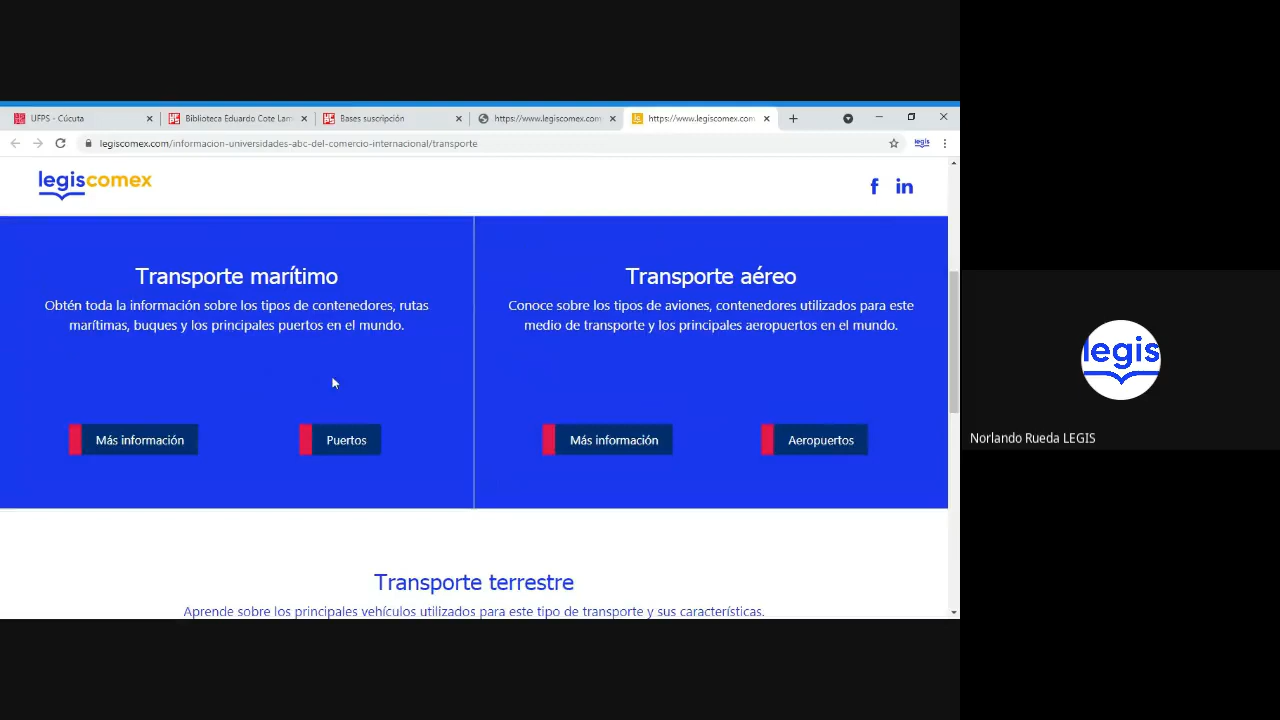 UFPS - Cúcuta
Biblioteca Eduardo Cote Lam
Bases suscripción
https://www.legiscomex.com
https://www.legiscomex.com
legiscomex.com/informacion-universidades-abc-del-comercio-internacional/transporte
legis
legiscomex
f in
Transporte marítimo
Obtén toda la información sobre los tipos de contenedores, rutas
marítimas, buques y los principales puertos en el mundo.
Más información
Puertos
Transporte aéreo
Conoce sobre los tipos de aviones, contenedores utilizados para este
medio de transporte y los principales aeropuertos en el mundo.
Más información
Aeropuertos
Transporte terrestre
Aprende sobre los principales vehículos utilizados para este tipo de transporte y sus características.
legis
Norlando Rueda LEGIS